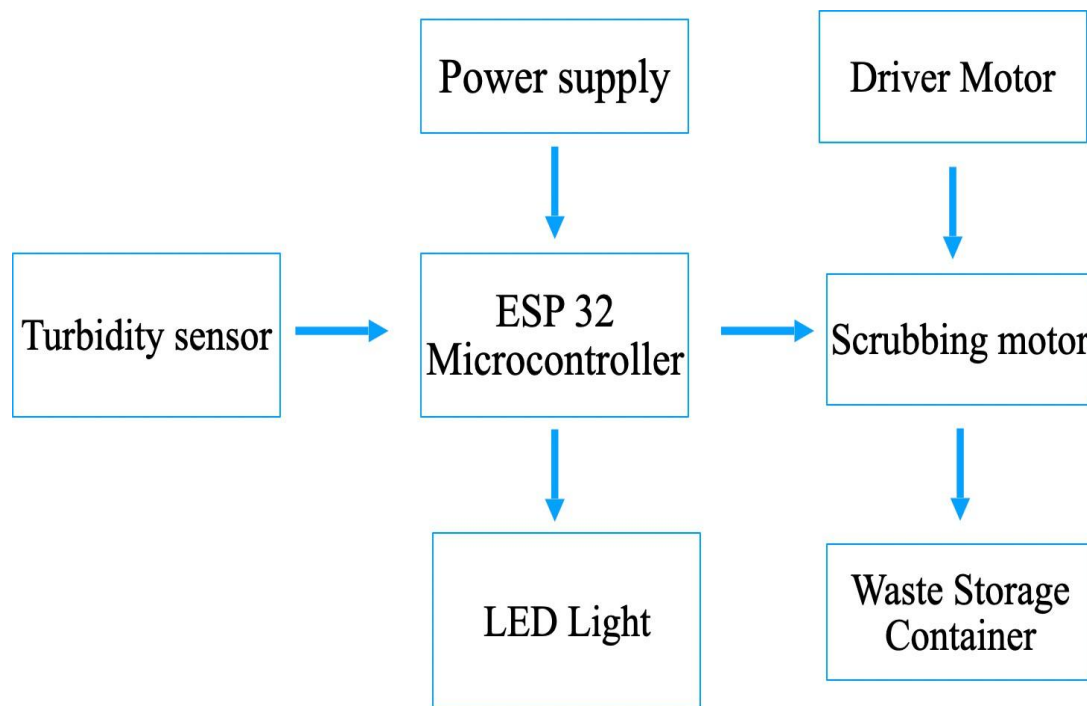 Power supply
Driver Motor
Turbidity sensor
ESP 32
Microcontroller
Scrubbing motor
LED Light
Waste Storage
Container